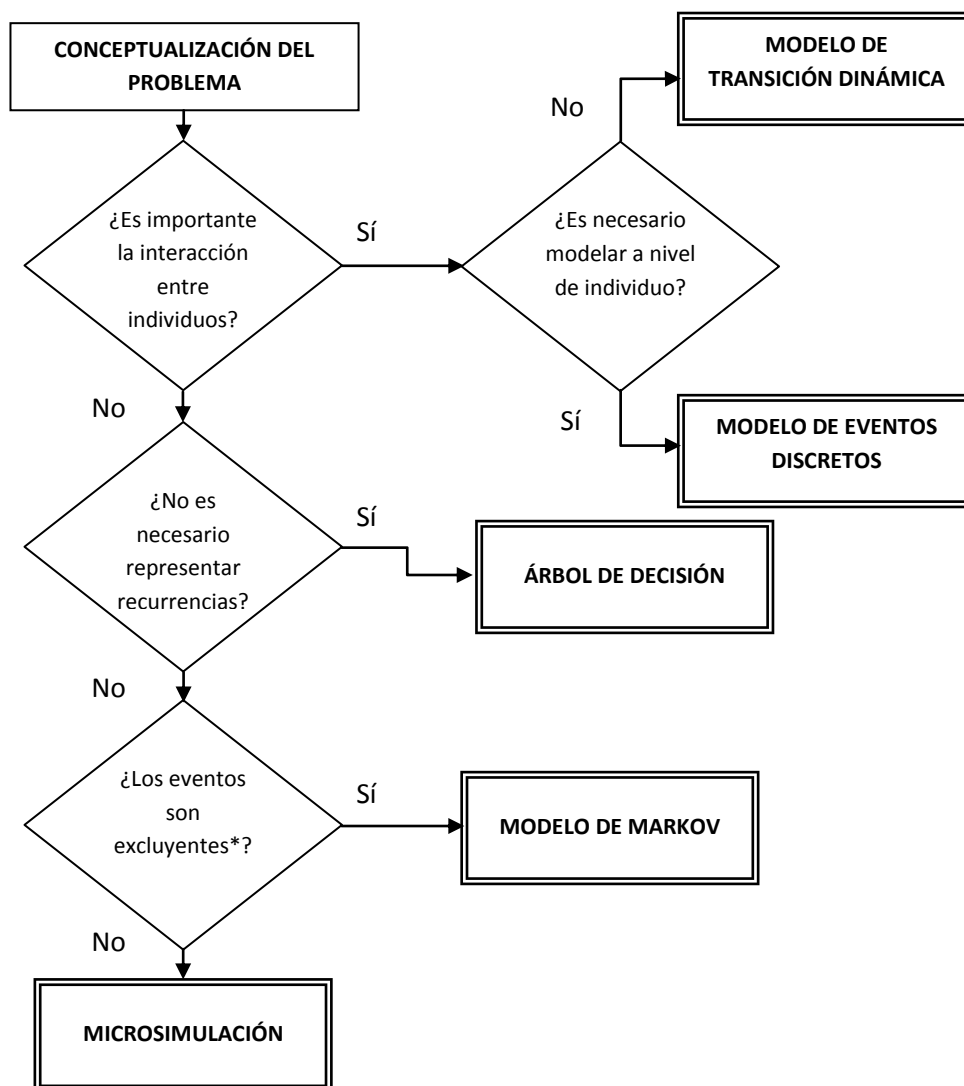 CONCEPTUALIZACIÓN DEL
PROBLEMA
MODELO DE
TRANSICIÓN DINÁMICA
No
¿Es importante
la interacción
entre
individuos?
Sí
¿Es necesario
modelar a nivel
de individuo?
No
Sí
MODELO DE EVENTOS
DISCRETOS
¿No es
necesario
representar
recurrencias?
Sí
ÁRBOL DE DECISIÓN
No
¿Los eventos
son
excluyentes*?
Sí
MODELO DE MARKOV
No
MICROSIMULACIÓN